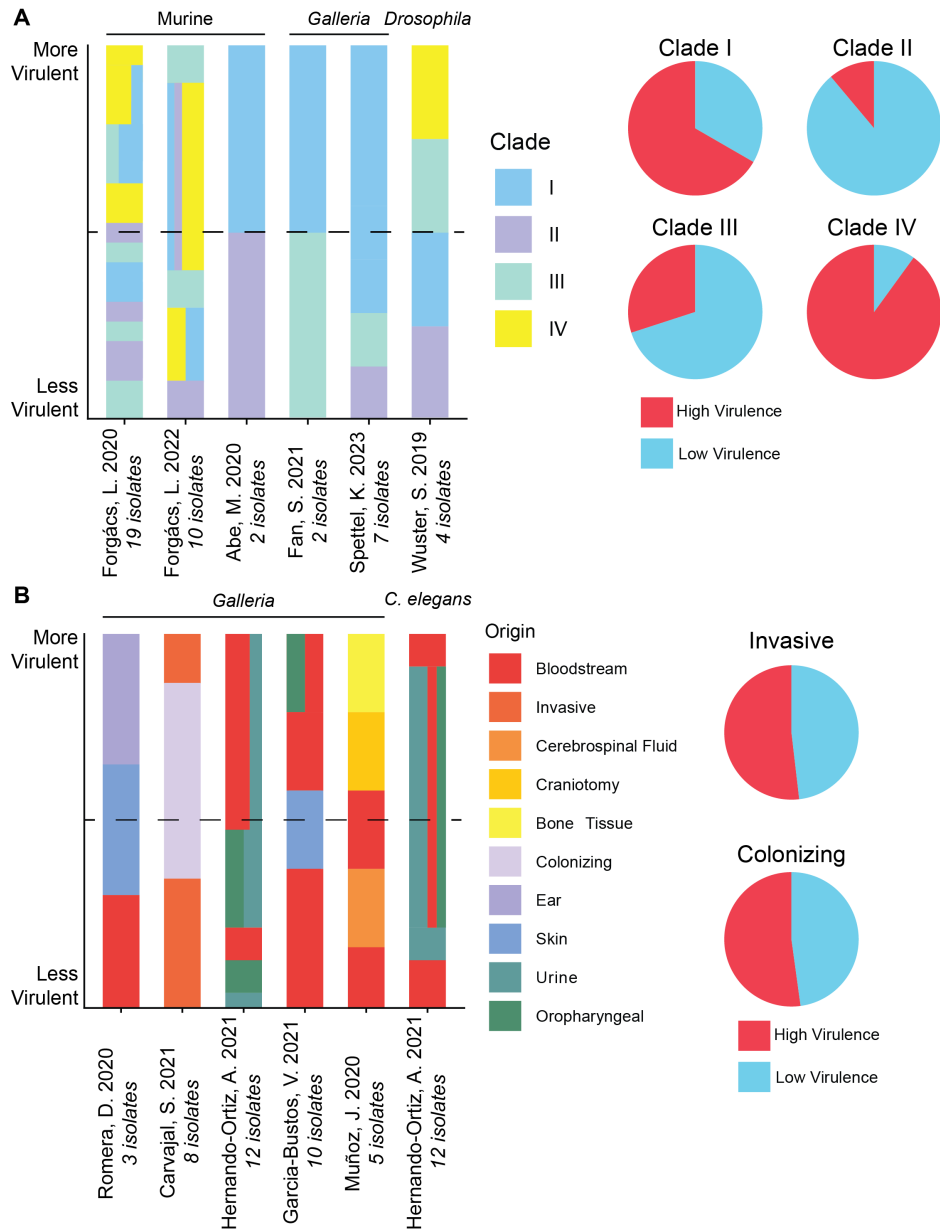 A
Murine
Galleria
Drosophila
More
Virulent
Less
Virulent
Forgács, L. 2020
19 isolates
Forgács, L. 2022
10 isolates
Abe, M. 2020
2 isolates
Fan, S. 2021
2 isolates
Spettel, K. 2023
7 isolates
Wuster, S. 2019
4 isolates
Clade
I
II
III
IV
Clade I
Clade II
Clade III
Clade IV
High Virulence
Low Virulence
B
Galleria
C. elegans
More
Virulent
Less
Virulent
Romera, D. 2020
3 isolates
Carvajal, S. 2021
8 isolates
Hernando-Ortiz, A. 2021
12 isolates
Garcia-Bustos, V. 2021
10 isolates
Muñoz, J. 2020
5 isolates
Hernando-Ortiz, A. 2021
12 isolates
Origin
Bloodstream
Invasive
Cerebrospinal Fluid
Craniotomy
Bone Tissue
Colonizing
Ear
Skin
Urine
Oropharyngeal
Invasive
Colonizing
High Virulence
Low Virulence